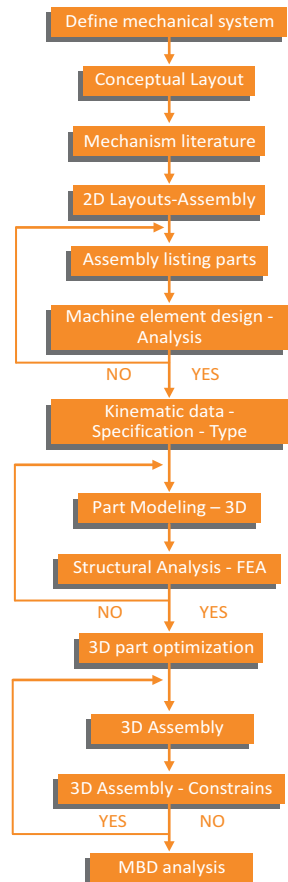 Define mechanical system
Conceptual Layout
Mechanism literature
2D Layouts-Assembly
Assembly listing parts
Machine element design -
Analysis
NO YES
Kinematic data -
Specification - Type
Part Modeling – 3D
Structural Analysis - FEA
NO YES
3D part optimization
3D Assembly
3D Assembly - Constrains
YES NO
MBD analysis